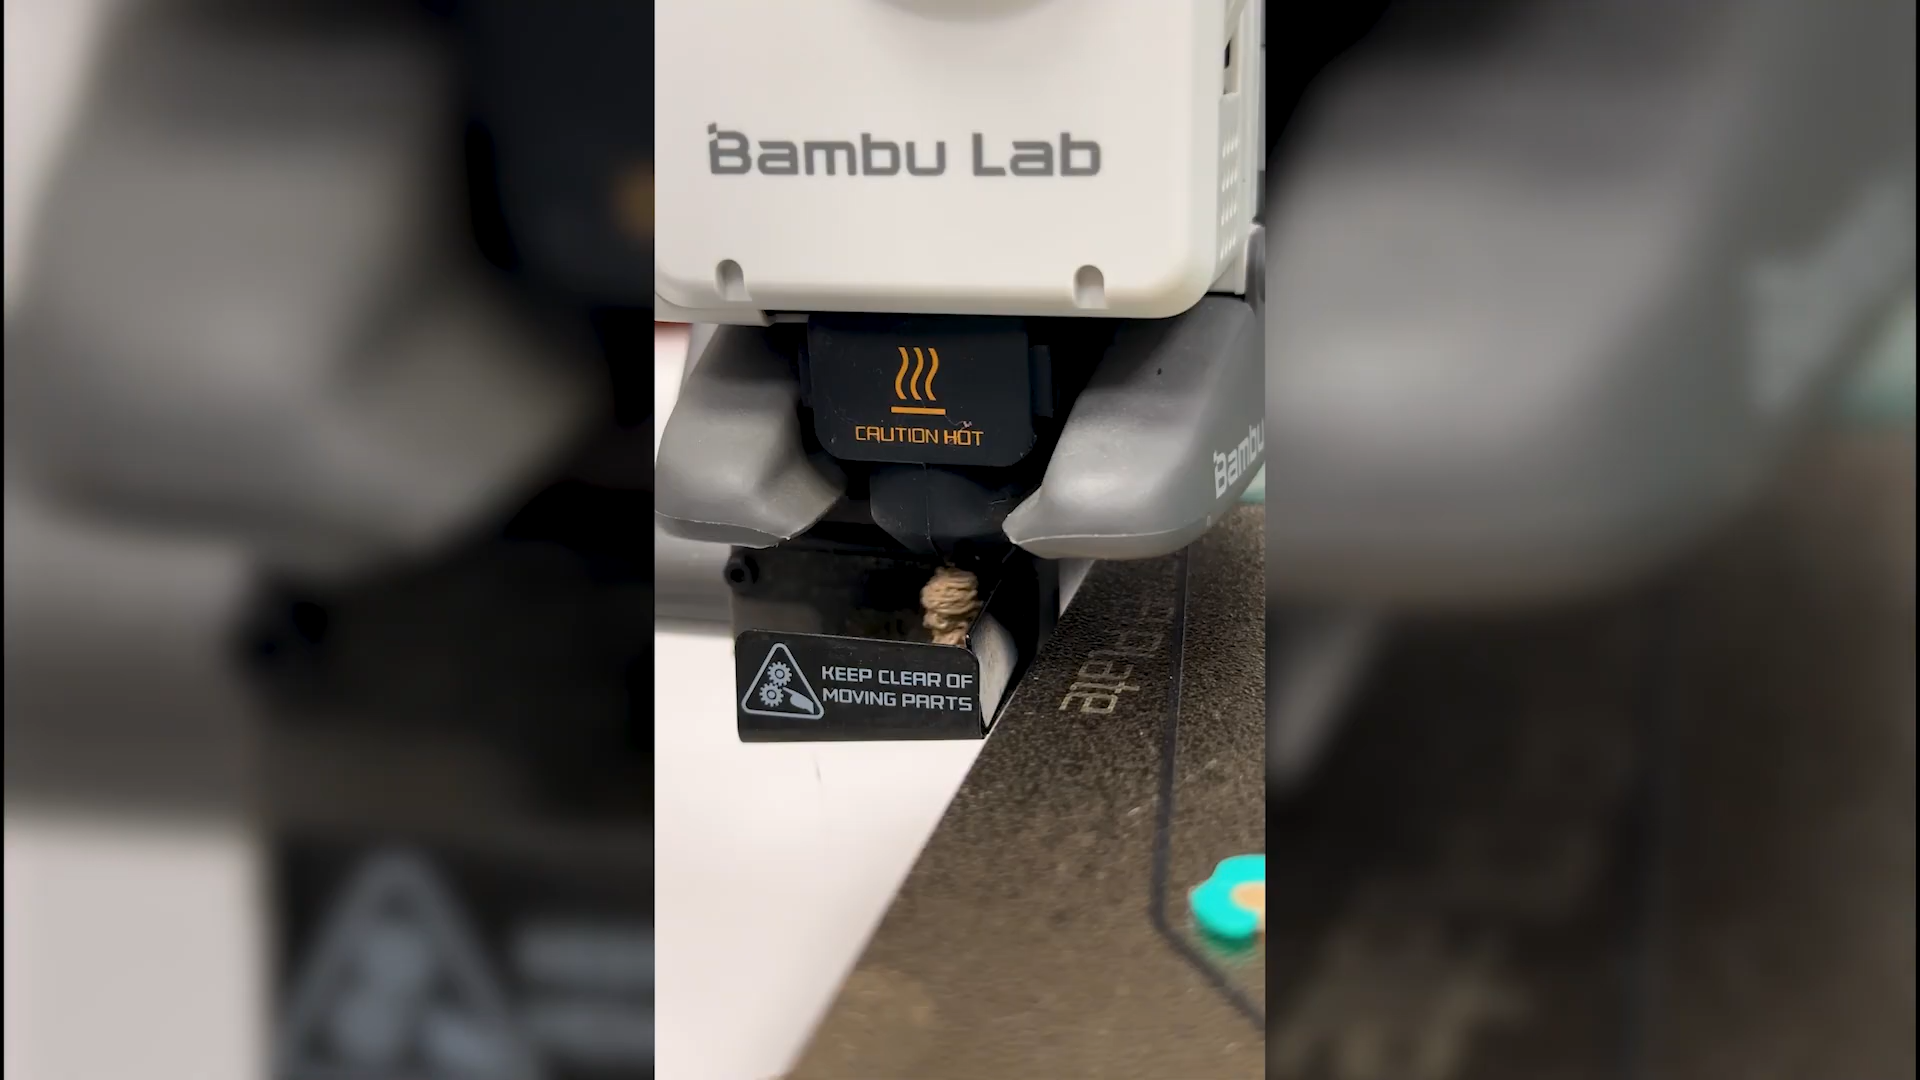 Bambu Lab
CAUTION HOT
Bambu
KEEP CLEAR OF
MOVING PARTS